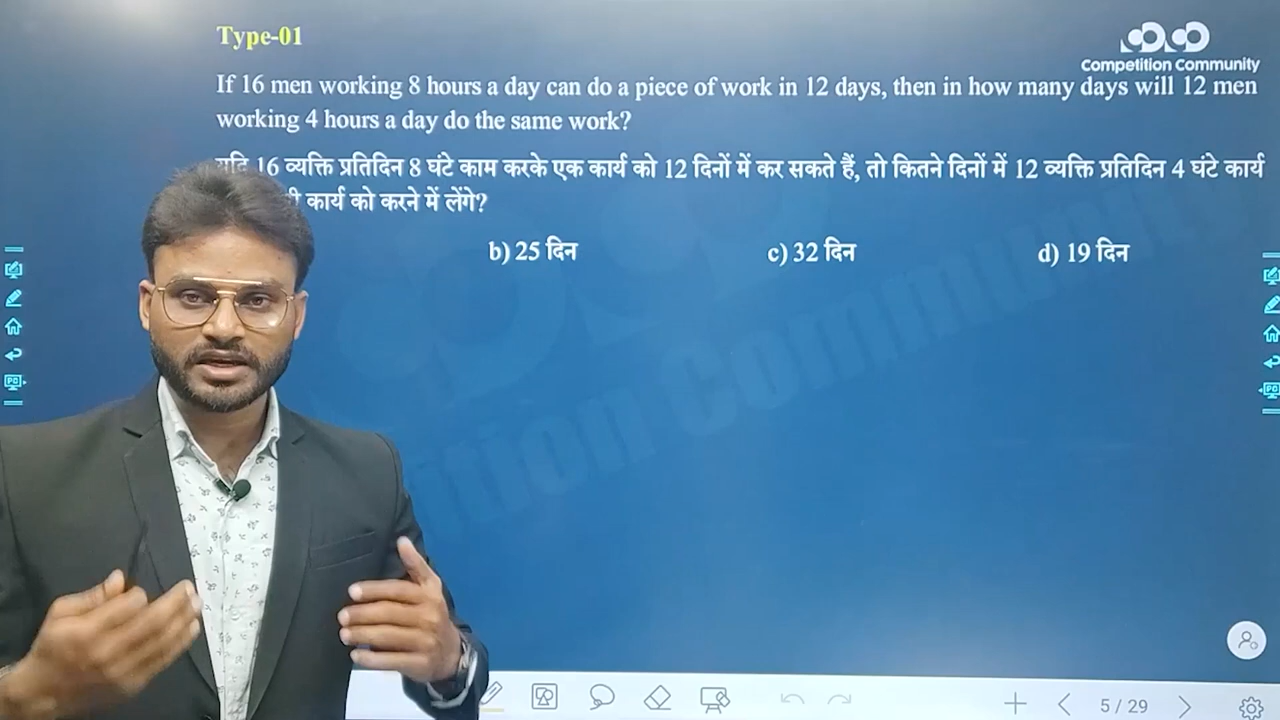 Type-01
Competition Community
If 16 men working 8 hours a day can do a piece of work in 12 days, then in how many days will 12 men
working 4 hours a day do the same work?
यदि 16 व्यक्ति प्रतिदिन 8 घंटे काम करके एक कार्य को 12 दिनों में कर सकते हैं, तो कितने दिनों में 12 व्यक्ति प्रतिदिन 4 घंटे कार्य
कार्य को करने में लेंगे?
b) 25 दिन c) 32 दिन d) 19 दिन
5 / 29